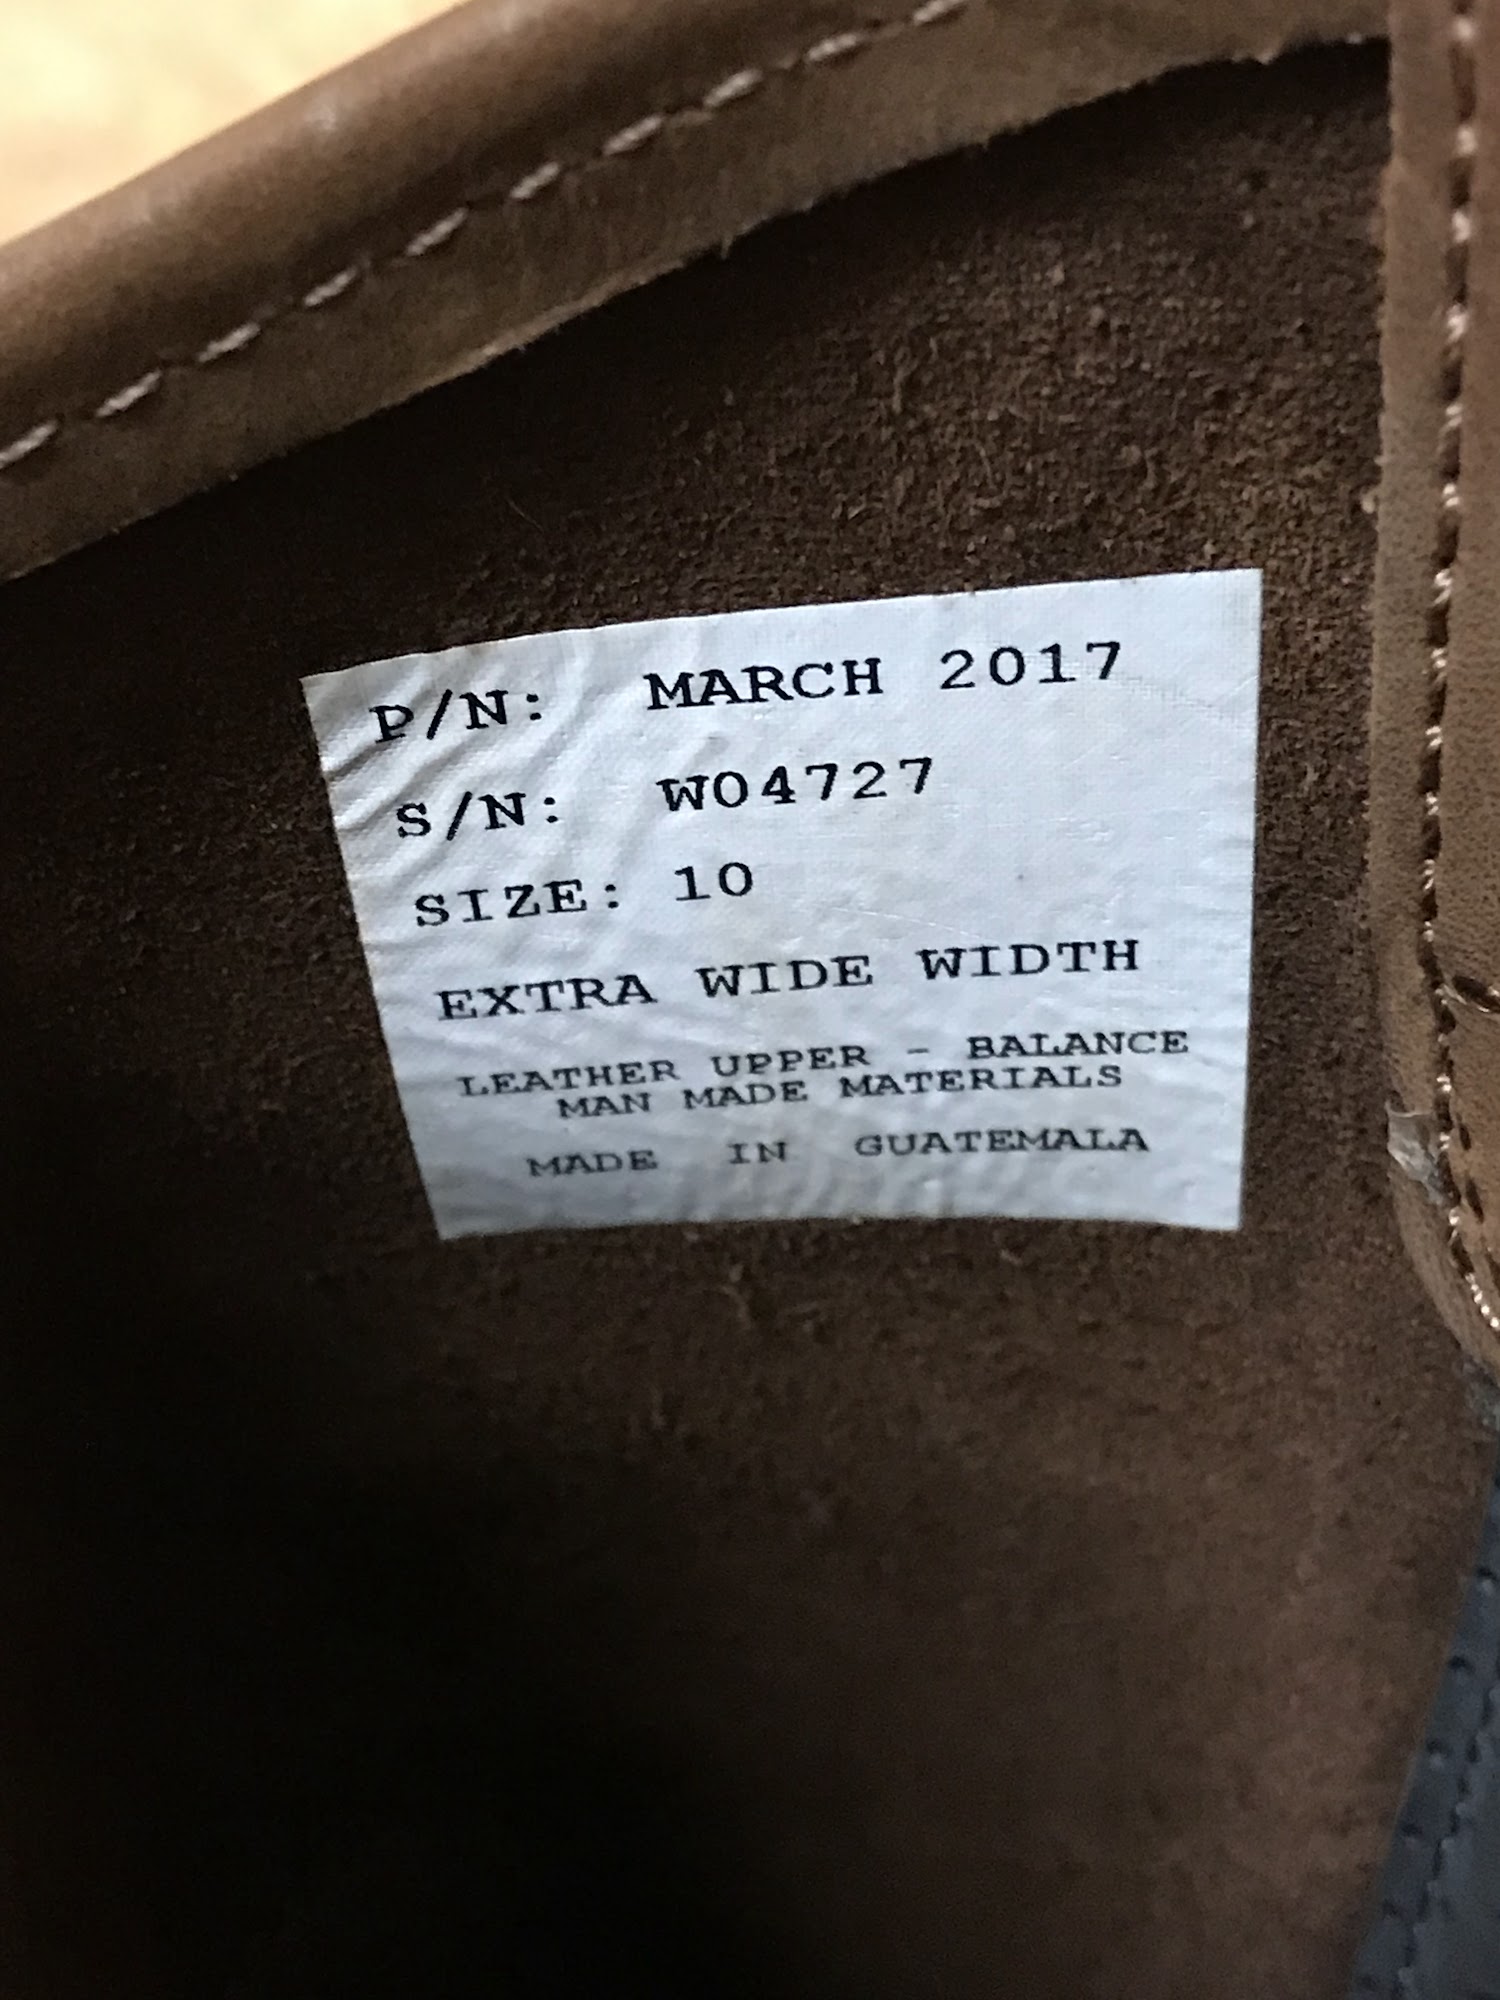 P/N: MARCH 2017
S/N: W04727
SIZE: 10
EXTRA WIDE WIDTH
LEATHER UPPER - BALANCE
MAN MADE MATERIALS
MADE IN GUATEMALA